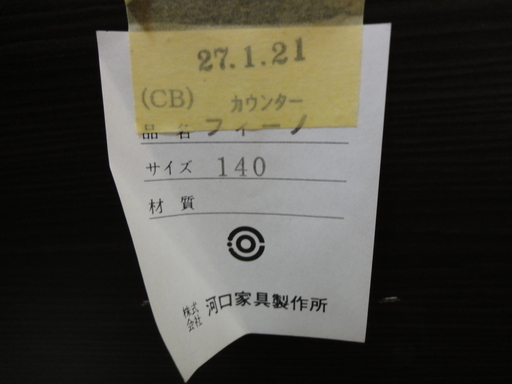 27.1.21
(CB) カウンター
品名 フィーノ
サイズ 140
材質
株式会社 河口家具製作所